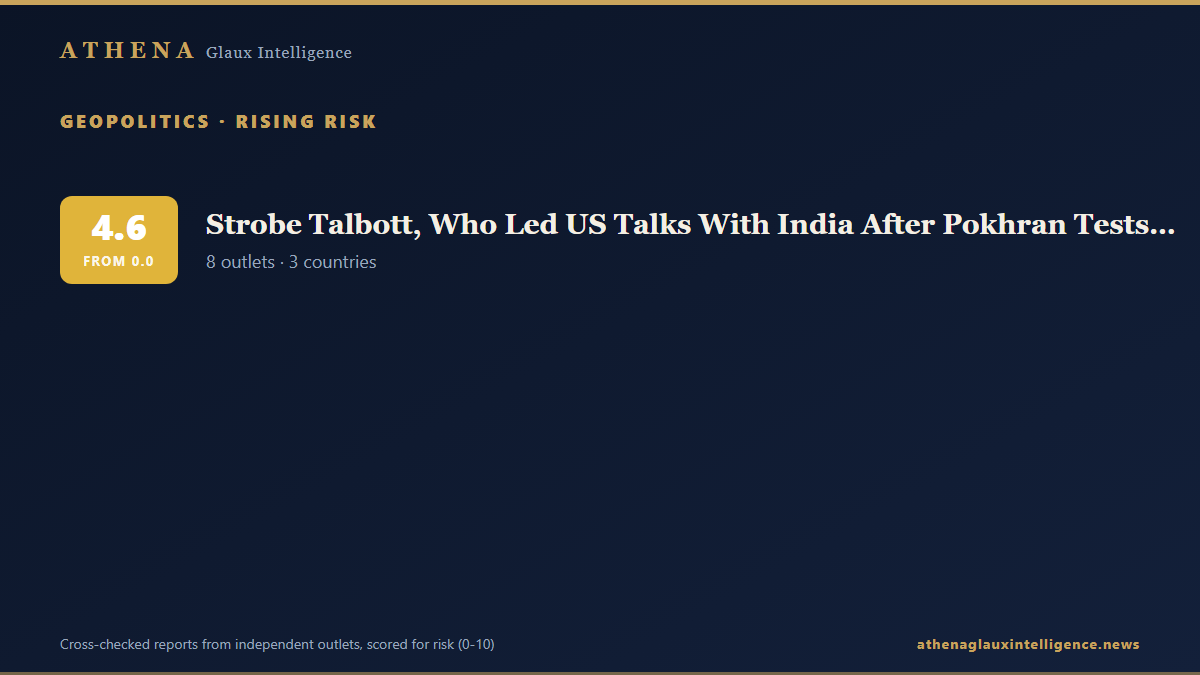 ATHENA Glaux Intelligence
GEOPOLITICS · RISING RISK
4.6
FROM 0.0
Strobe Talbott, Who Led US Talks With India After Pokhran Tests...
8 outlets · 3 countries
Cross-checked reports from independent outlets, scored for risk (0-10)
athenaglauxintelligence.news